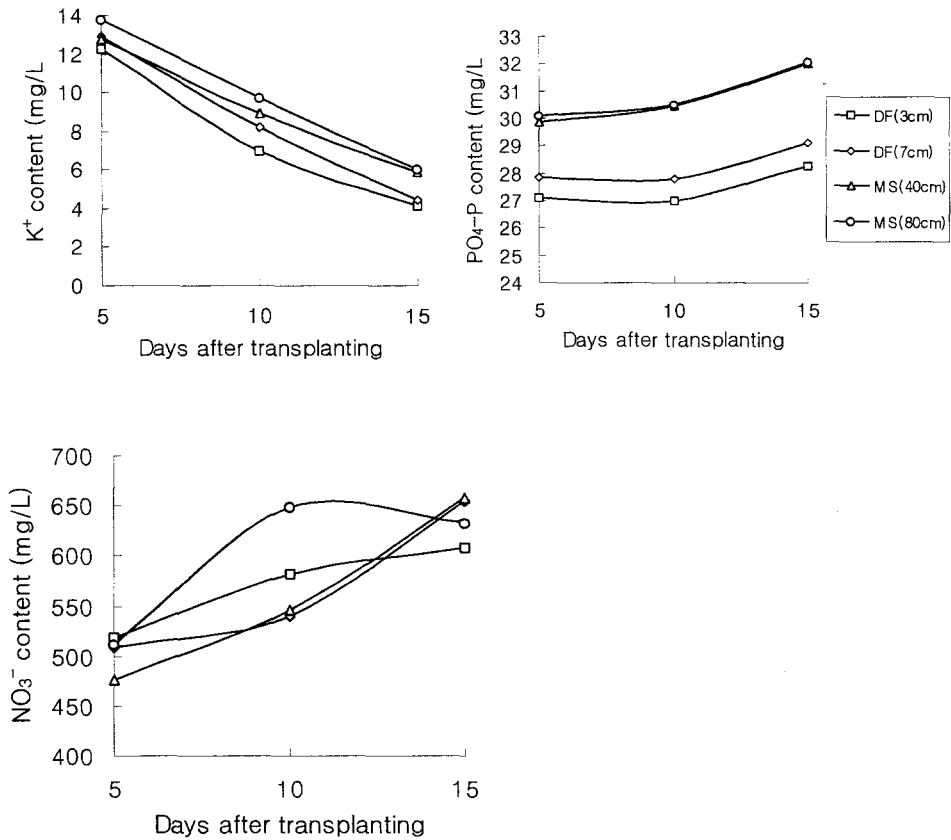 14
12
10
8
6
4
2
0
K⁺ content (mg/L)
5 10 15
Days after transplanting
33
32
31
30
29
28
27
26
25
24
PO₄-P content (mg/L)
5 10 15
Days after transplanting
DF(3cm)
DF(7cm)
MS(40cm)
MS(80cm)
700
650
600
550
500
450
400
NO₃⁻ content (mg/L)
5 10 15
Days after transplanting